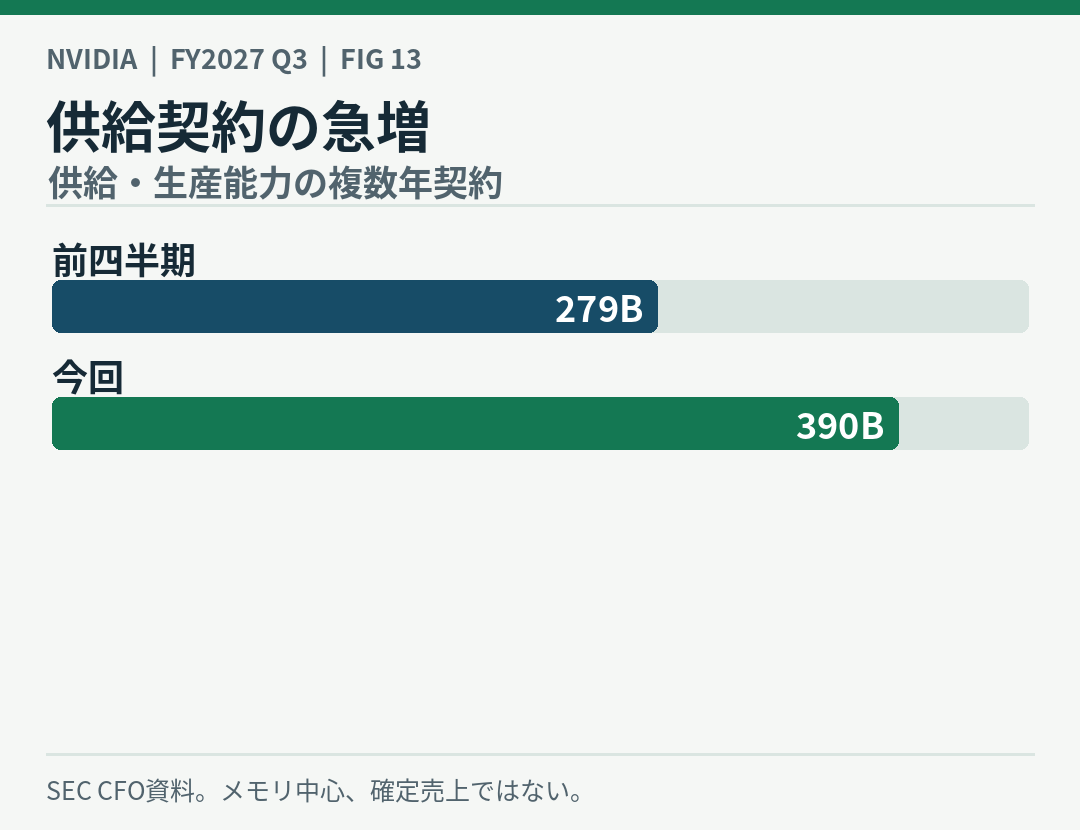 NVIDIA | FY2027 Q3 | FIG 13
供給契約の急増
供給・生産能力の複数年契約
前四半期
279B
今回
390B
SEC CFO資料。メモリ中心、確定売上ではない。